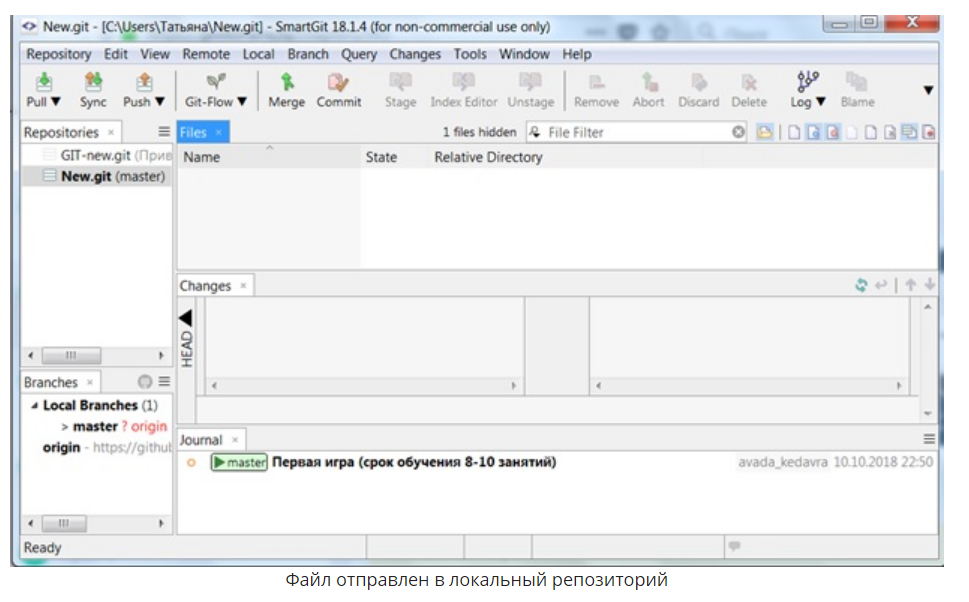 New.git - [C:\Users\Татьяна\New.git] - SmartGit 18.1.4 (for non-commercial use only)
Repository Edit View Remote Local Branch Query Changes Tools Window Help
Pull ▼ Sync Push ▼ Git-Flow ▼ Merge Commit Stage Index Editor Unstage Remove Abort Discard Delete Log ▼ Blame
Repositories × Files × 1 files hidden File Filter
GIT-new.git (Прив
New.git (master)
Name State Relative Directory
Changes ×
HEAD
Branches ×
Local Branches (1)
> master ? origin
origin - https://githul
Journal ×
master Первая игра (срок обучения 8-10 занятий) avada_kedavra 10.10.2018 22:50
Ready
Файл отправлен в локальный репозиторий